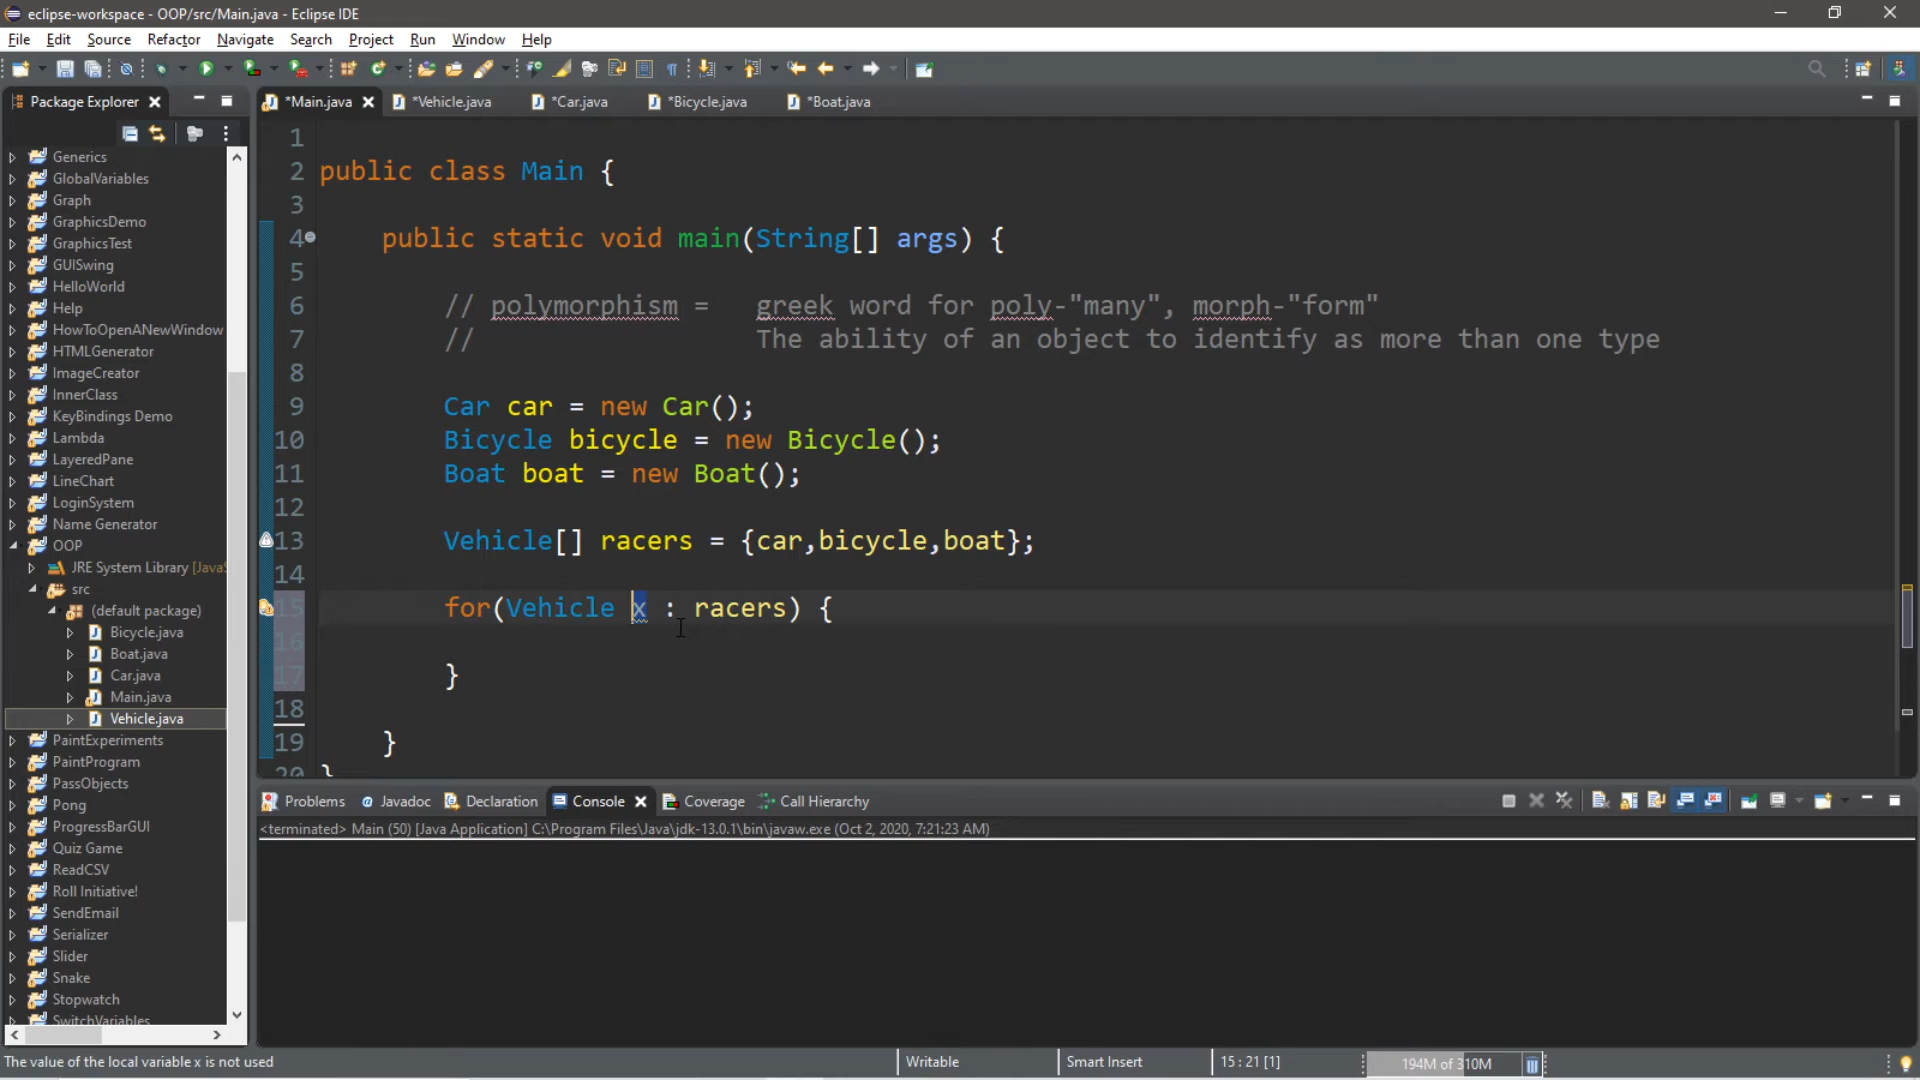 eclipse-workspace - OOP/src/Main.java - Eclipse IDE
File Edit Source Refactor Navigate Search Project Run Window Help
Package Explorer
Generics
GlobalVariables
Graph
GraphicsDemo
GraphicsTest
GUISwing
HelloWorld
Help
HowToOpenANewWindow
HTMLGenerator
ImageCreator
InnerClass
KeyBindings Demo
Lambda
LayeredPane
LineChart
LoginSystem
Name Generator
OOP
JRE System Library [Java
src
(default package)
Bicycle.java
Boat.java
Car.java
Main.java
Vehicle.java
PaintExperiments
PaintProgram
PassObjects
Pong
ProgressBarGUI
Quiz Game
ReadCSV
Roll Initiative!
SendEmail
Serializer
Slider
Snake
Stopwatch
SwitchVariables
*Main.java *Vehicle.java *Car.java *Bicycle.java *Boat.java
1
2 public class Main {
3
4 public static void main(String[] args) {
5
6 // polymorphism = greek word for poly-"many", morph-"form"
7 // The ability of an object to identify as more than one type
8
9 Car car = new Car();
10 Bicycle bicycle = new Bicycle();
11 Boat boat = new Boat();
12
13 Vehicle[] racers = {car,bicycle,boat};
14
15 for(Vehicle x : racers) {
16
17 }
18
19 }
20 }
Problems @ Javadoc Declaration Console Coverage Call Hierarchy
<terminated> Main (50) [Java Application] C:\Program Files\Java\jdk-13.0.1\bin\javaw.exe (Oct 2, 2020, 7:21:23 AM)
The value of the local variable x is not used Writable Smart Insert 15 : 21 [1] 194M of 310M